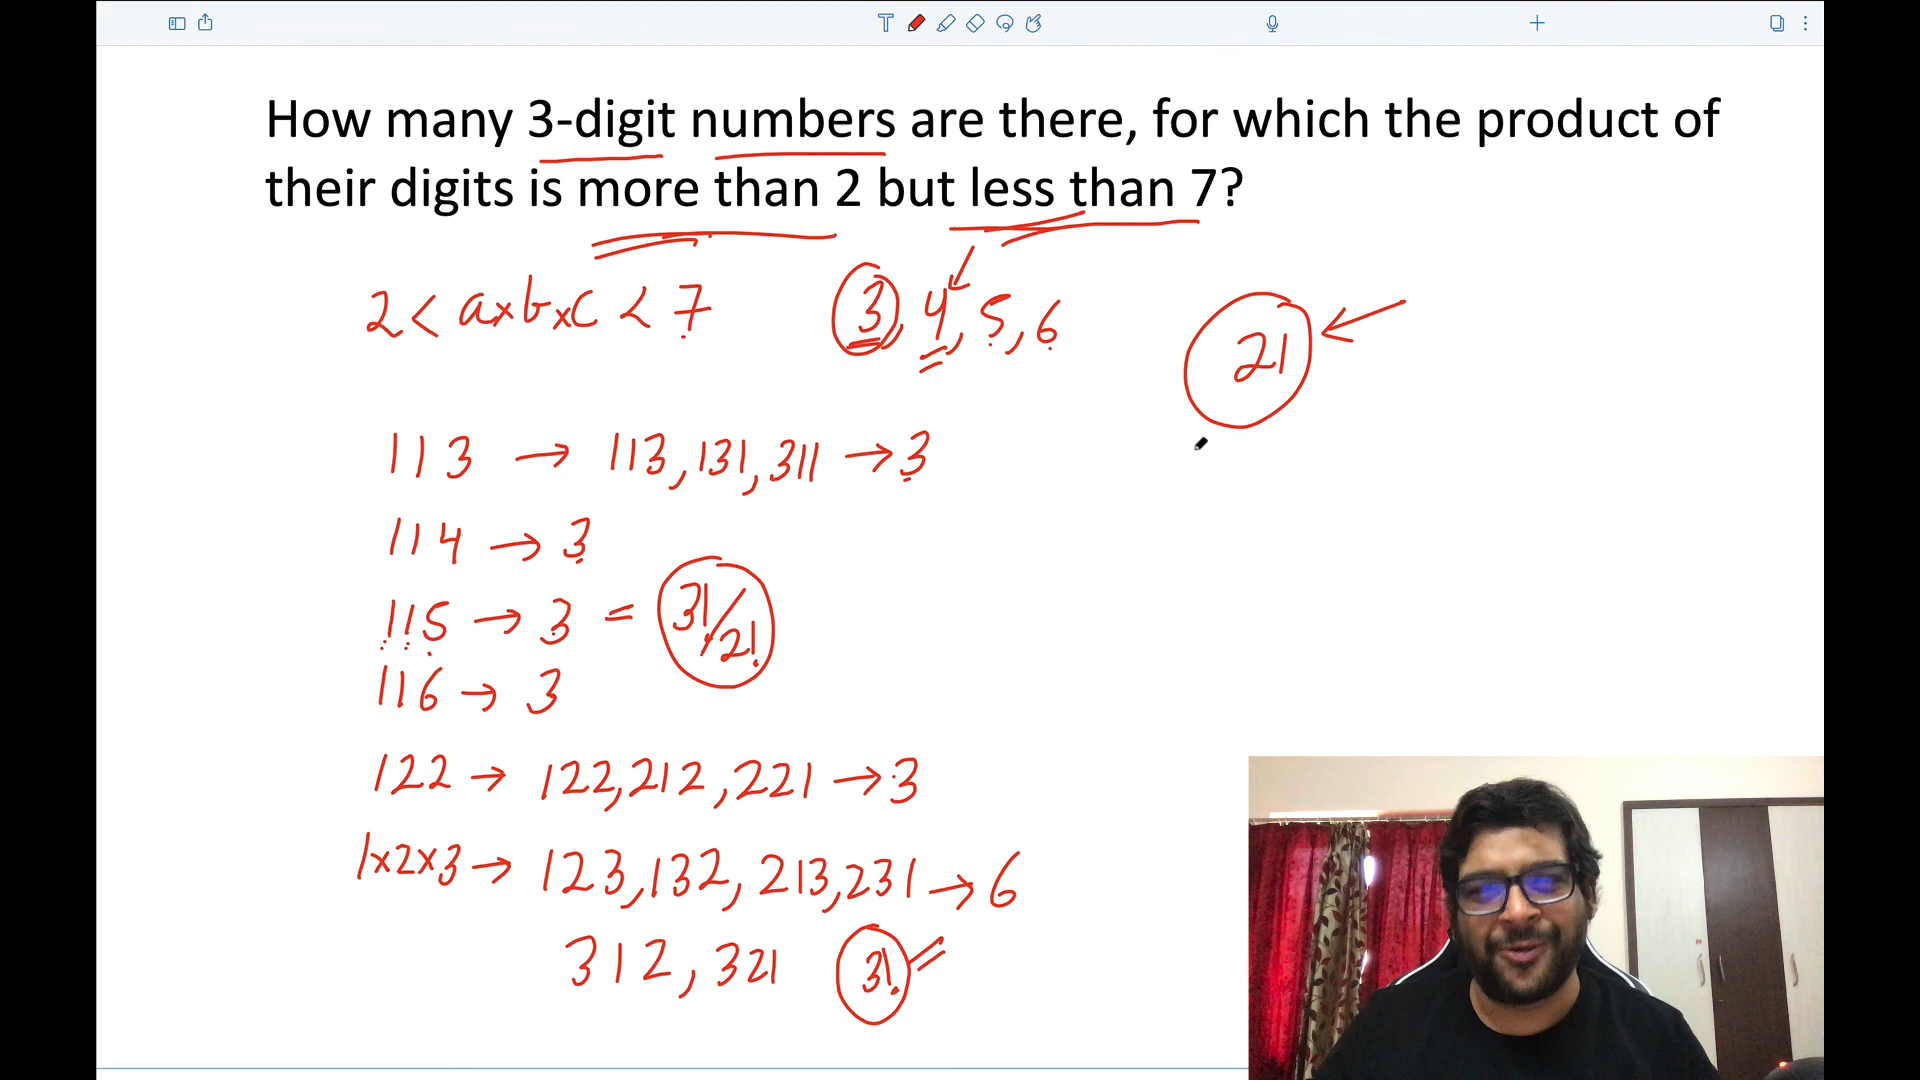 How many 3-digit numbers are there, for which the product of
their digits is more than 2 but less than 7?
2 < a×b×c < 7
3, 4, 5, 6
21
113 → 113, 131, 311 → 3
114 → 3
115 → 3 = 3!/2!
116 → 3
122 → 122, 212, 221 → 3
1×2×3 → 123, 132, 213, 231 → 6
312, 321 3!